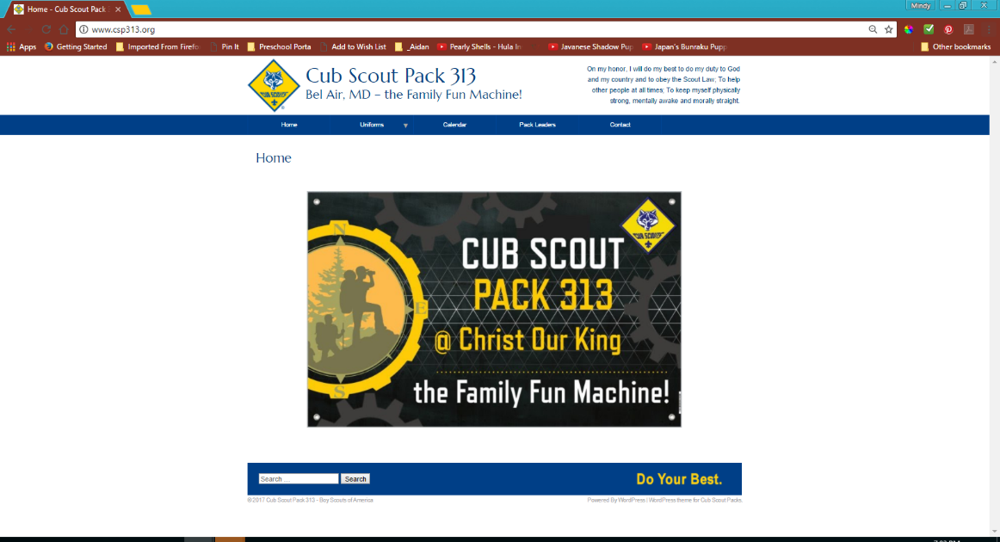 Home - Cub Scout Pack
Mindy
www.csp313.org
Apps
Getting Started
Imported From Firefo
Pin It
Preschool Porta
Add to Wish List
_Aidan
Pearly Shells - Hula In
Javanese Shadow Pup
Japan's Bunraku Pupp
Other bookmarks
CUB SCOUTS
Cub Scout Pack 313
Bel Air, MD – the Family Fun Machine!
On my honor, I will do my best to do my duty to God
and my country and to obey the Scout Law; To help
other people at all times; To keep myself physically
strong, mentally awake and morally straight.
Home
Uniforms
Calendar
Pack Leaders
Contact
Home
N
E
S
CUB SCOUTS
CUB SCOUT
PACK 313
@ Christ Our King
the Family Fun Machine!
Search ...
Search
Do Your Best.
© 2017 Cub Scout Pack 313 - Boy Scouts of America
Powered By WordPress | WordPress theme for Cub Scout Packs.